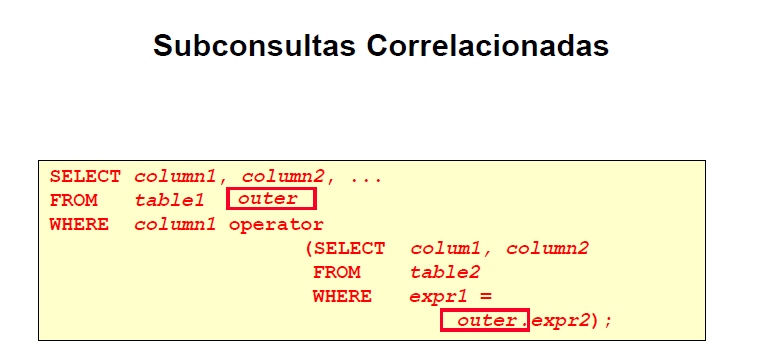 Subconsultas Correlacionadas
SELECT column1, column2, ...
FROM table1 outer
WHERE column1 operator
(SELECT colum1, column2
FROM table2
WHERE expr1 =
outer.expr2);